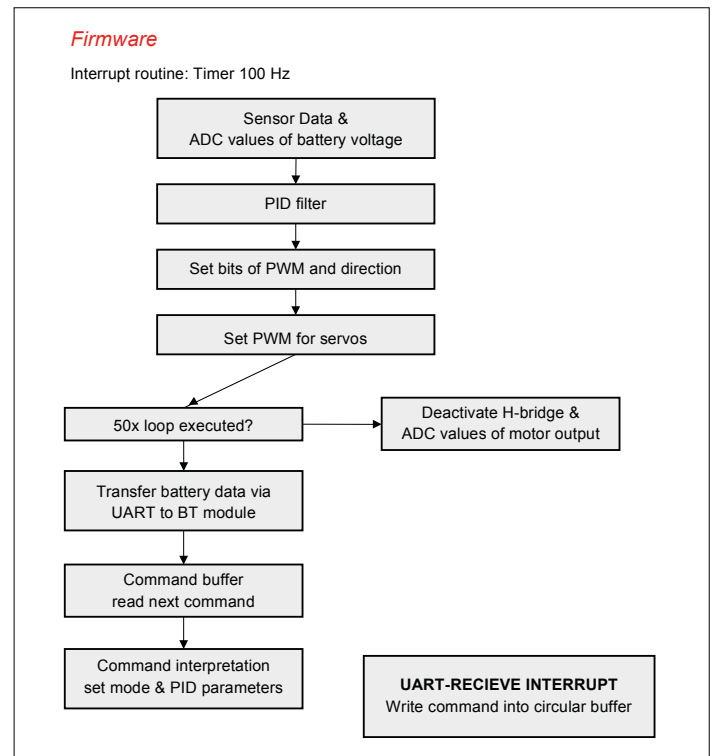 Firmware
Interrupt routine: Timer 100 Hz
Sensor Data &
ADC values of battery voltage
PID filter
Set bits of PWM and direction
Set PWM for servos
50x loop executed?
Deactivate H-bridge &
ADC values of motor output
Transfer battery data via
UART to BT module
Command buffer
read next command
Command interpretation
set mode & PID parameters
UART-RECIEVE INTERRUPT
Write command into circular buffer